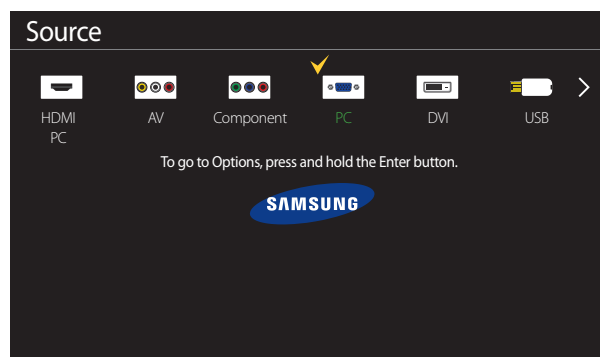 Source
HDMI AV Component PC DVI USB
PC
To go to Options, press and hold the Enter button.
SAMSUNG